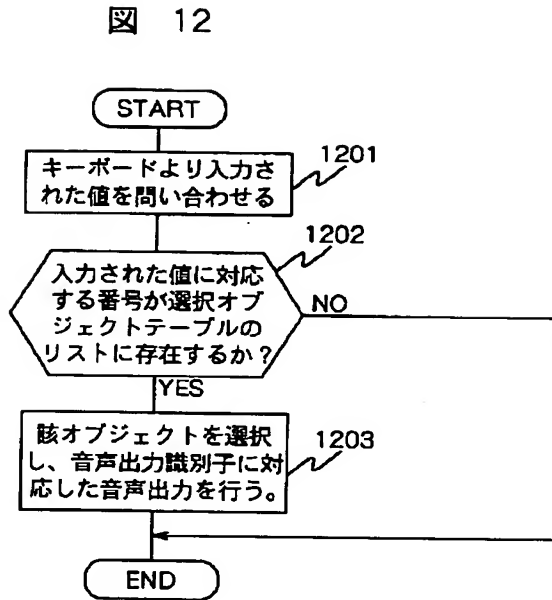 図 12
START
キーボードより入力さ
れた値を問い合わせる
1201
1202
入力された値に対応
する番号が選択オブ
ジェクトテーブルの
リストに存在するか？
NO
YES
該オブジェクトを選択
し、音声出力識別子に対
応した音声出力を行う。
1203
END